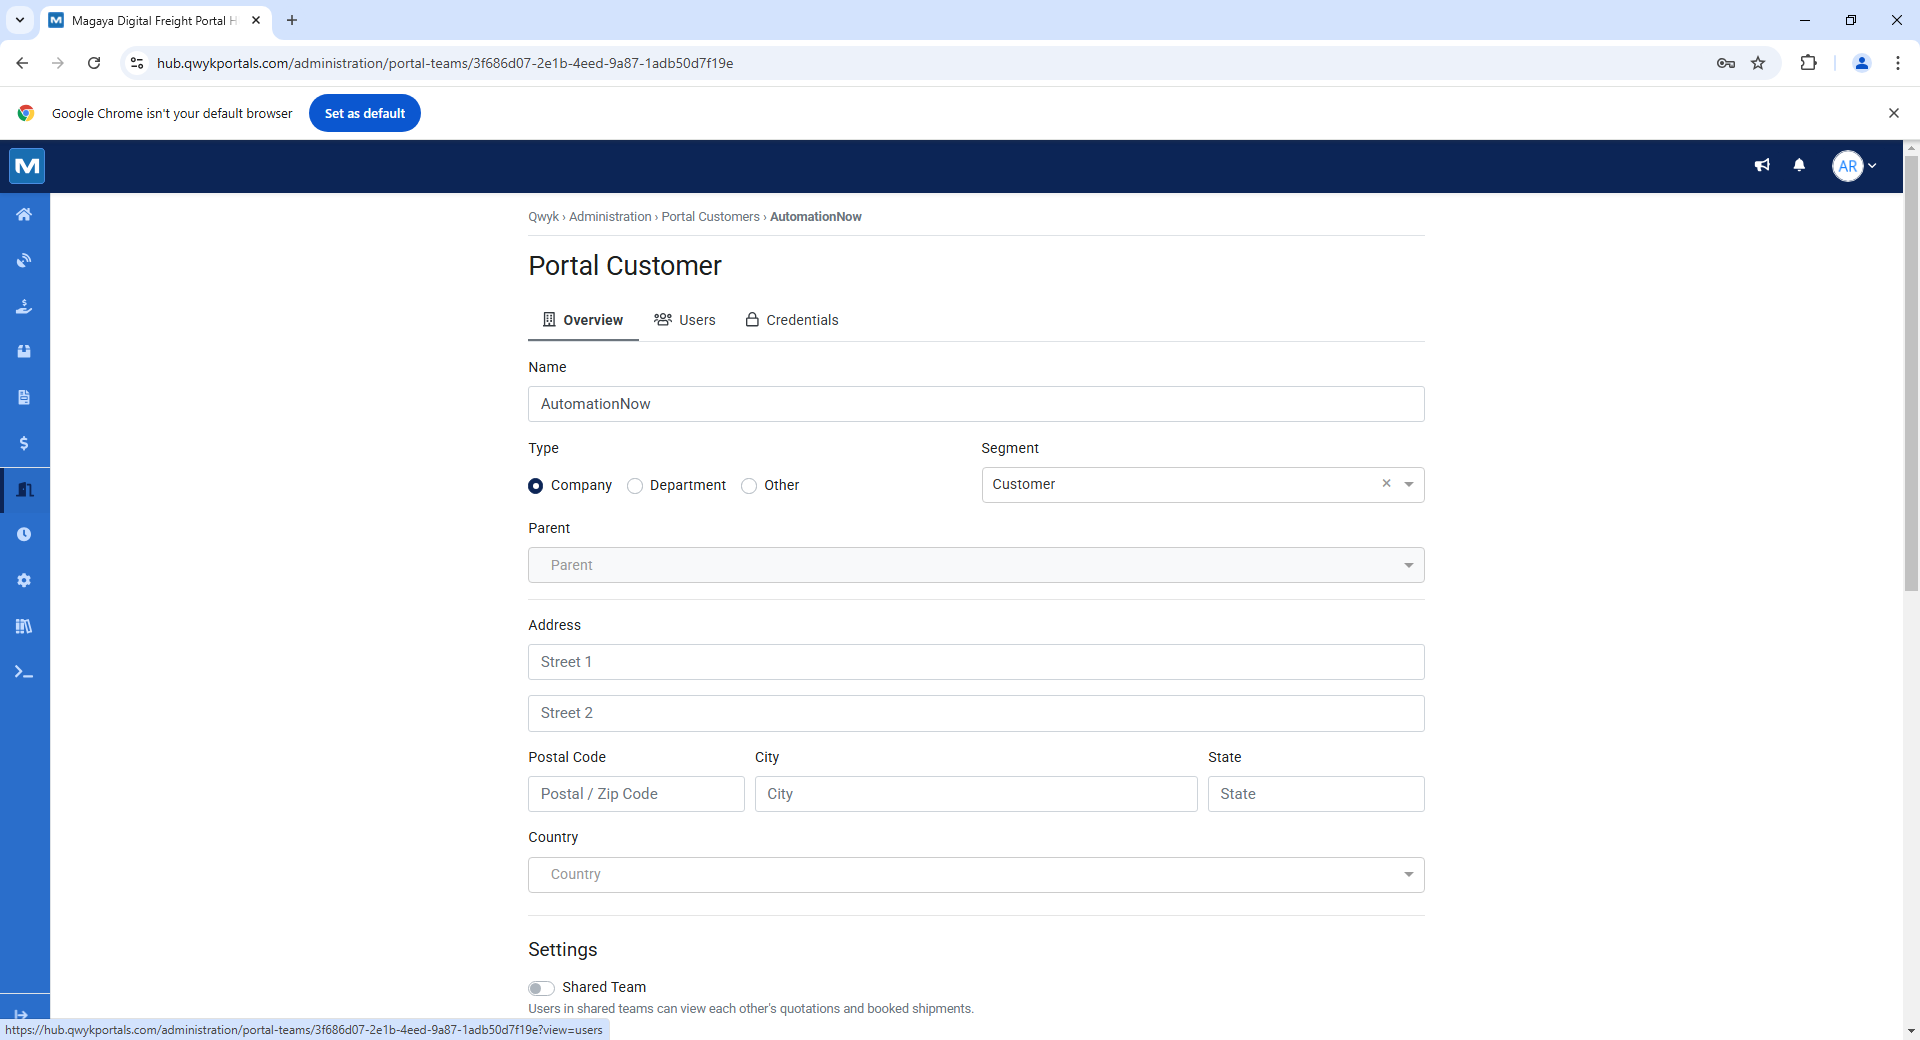 Magaya Digital Freight Portal H
hub.qwykportals.com/administration/portal-teams/3f686d07-2e1b-4eed-9a87-1adb50d7f19e
Google Chrome isn't your default browser
Set as default
M
AR
Qwyk › Administration › Portal Customers › AutomationNow
Portal Customer
Overview
Users
Credentials
Name
AutomationNow
Type
Segment
Company
Department
Other
Customer
Parent
Parent
Address
Street 1
Street 2
Postal Code
City
State
Postal / Zip Code
City
State
Country
Country
Settings
Shared Team
Users in shared teams can view each other's quotations and booked shipments.
https://hub.qwykportals.com/administration/portal-teams/3f686d07-2e1b-4eed-9a87-1adb50d7f19e?view=users